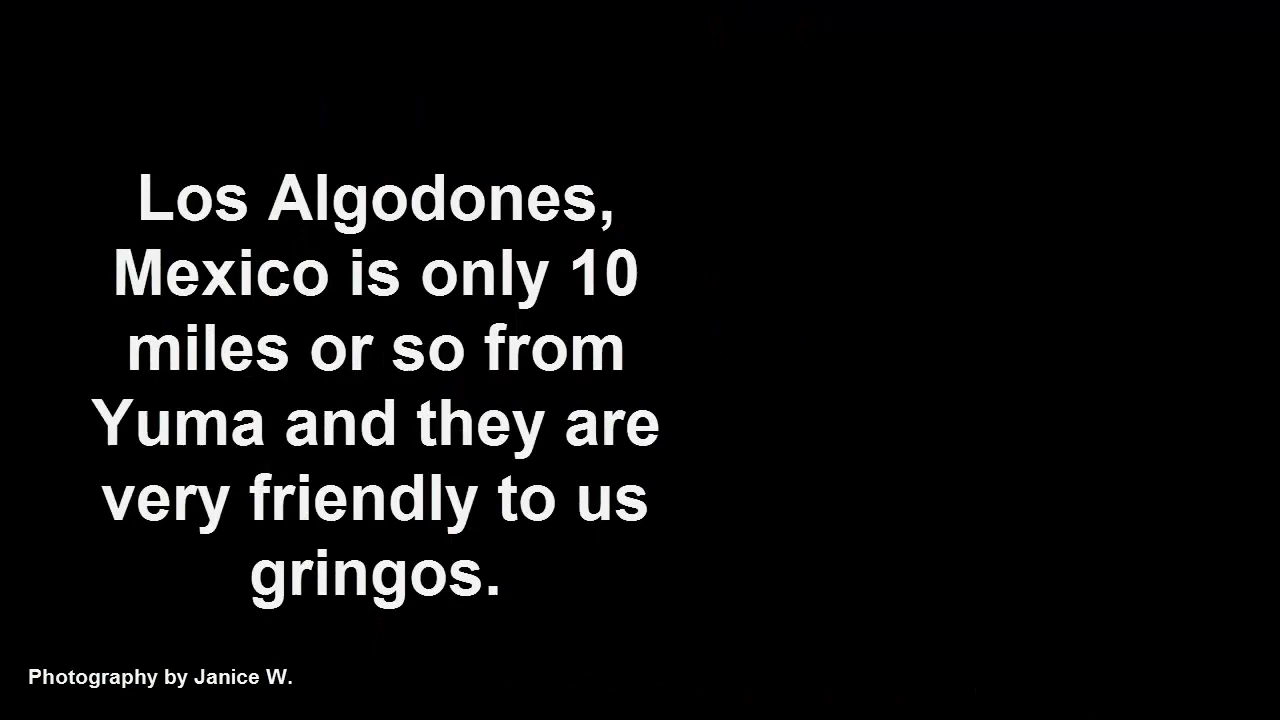 Los Algodones,
Mexico is only 10
miles or so from
Yuma and they are
very friendly to us
gringos.
Photography by Janice W.